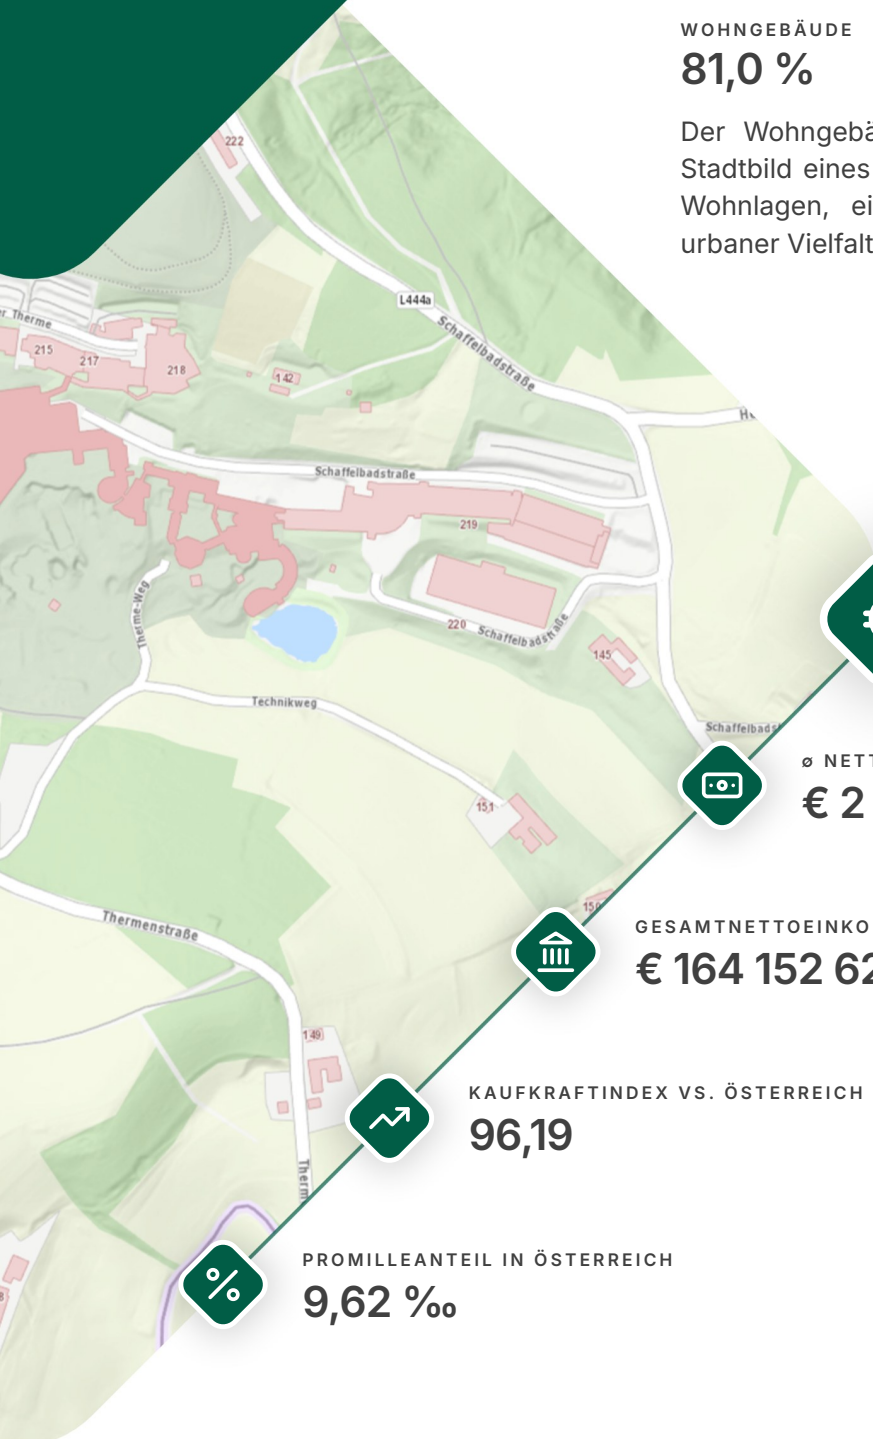 WOHNGEBÄUDE
81,0 %
Der Wohngebä
Stadtbild eines
Wohnlagen, ei
urbaner Vielfalt
222
L444a
Schaffelbadstraße
er Therme
215
217
218
142
Schaffelbadstraße
219
Therme-Weg
220
Schaffelbadstraße
145
Technikweg
Schaffelbads
151
ø NETT
€ 2
150
GESAMTNETTOEINKO
€ 164 152 62
Thermenstraße
149
KAUFKRAFTINDEX VS. ÖSTERREICH
96,19
Therm
PROMILLEANTEIL IN ÖSTERREICH
9,62 ‰